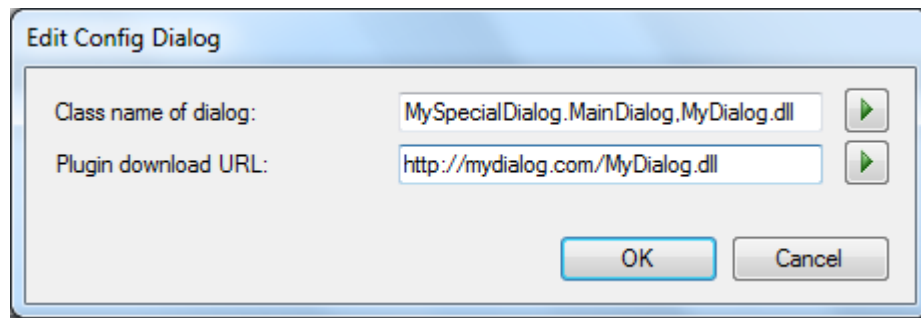 Edit Config Dialog
Class name of dialog: MySpecialDialog.MainDialog,MyDialog.dll
Plugin download URL: http://mydialog.com/MyDialog.dll
OK Cancel